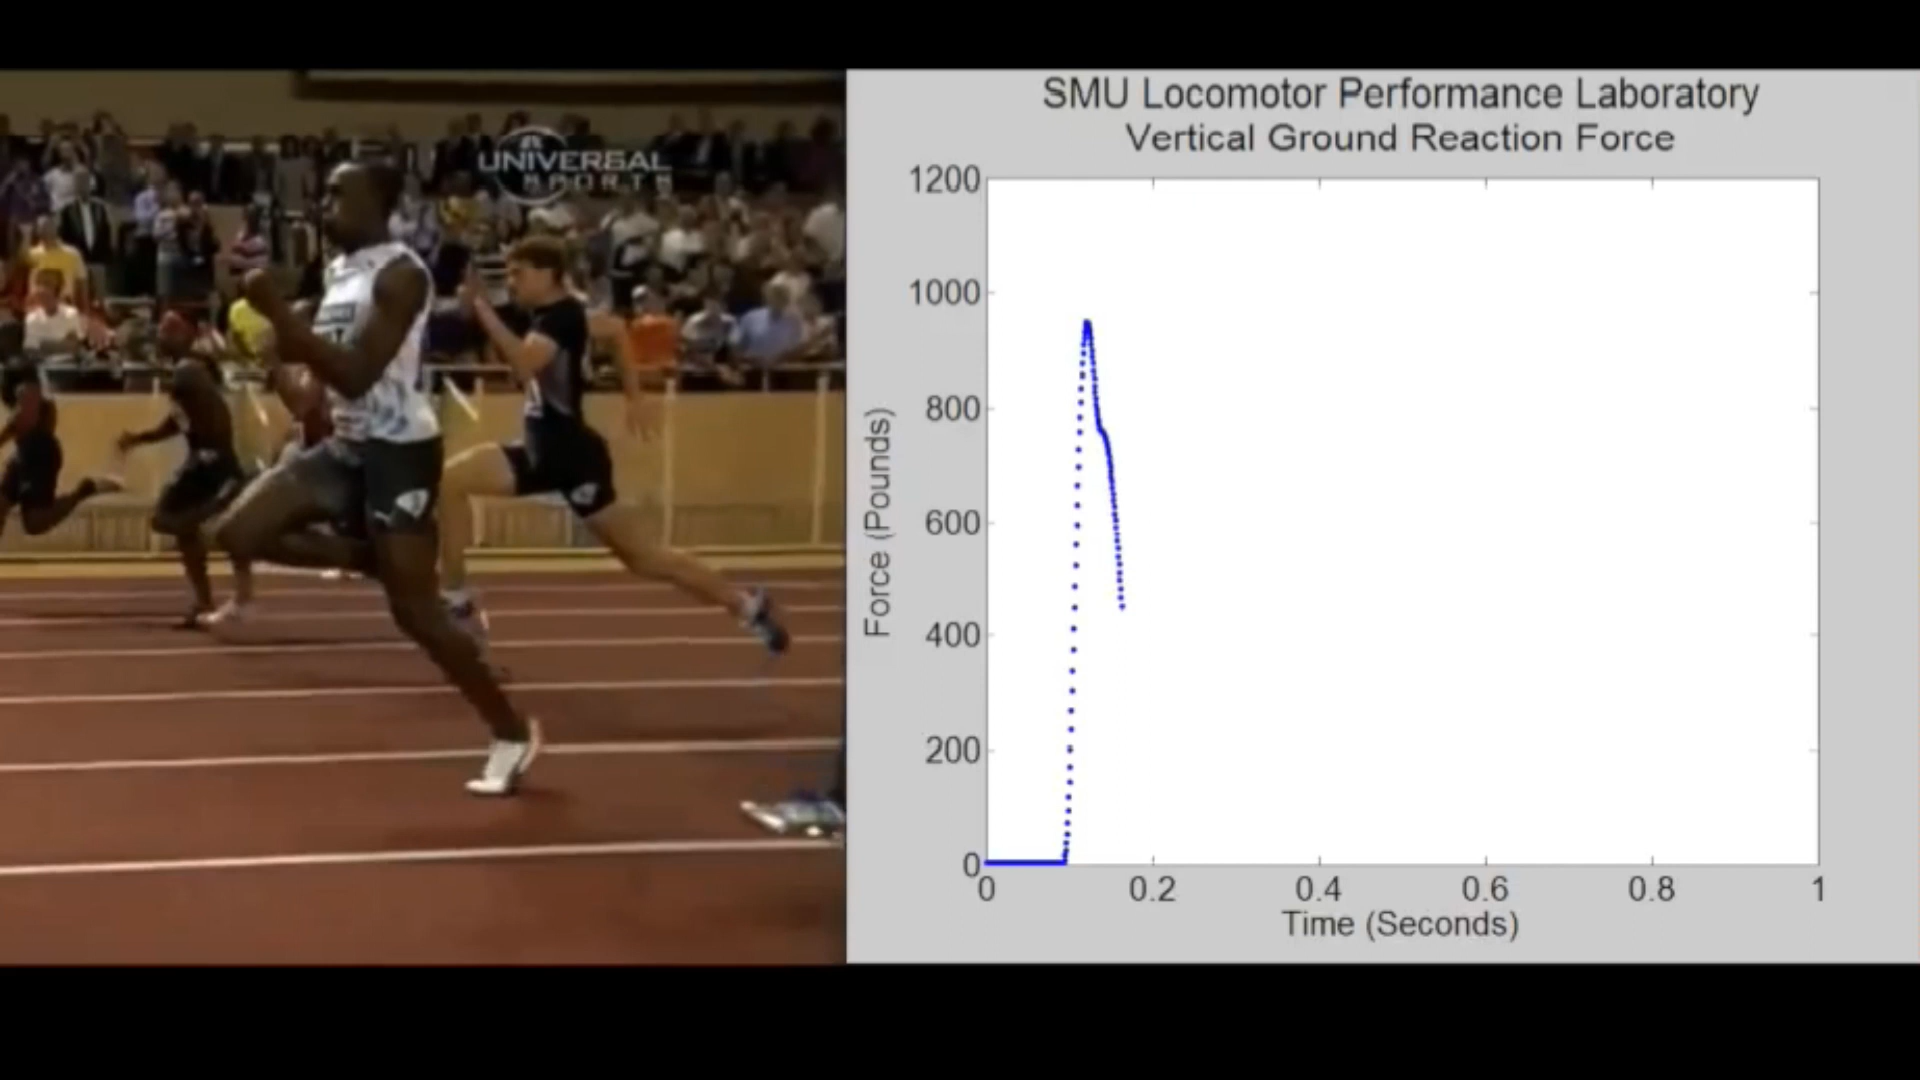 UNIVERSAL
SPORTS
SMU Locomotor Performance Laboratory
Vertical Ground Reaction Force
1200
1000
800
600
400
200
0
Force (Pounds)
0 0.2 0.4 0.6 0.8 1
Time (Seconds)